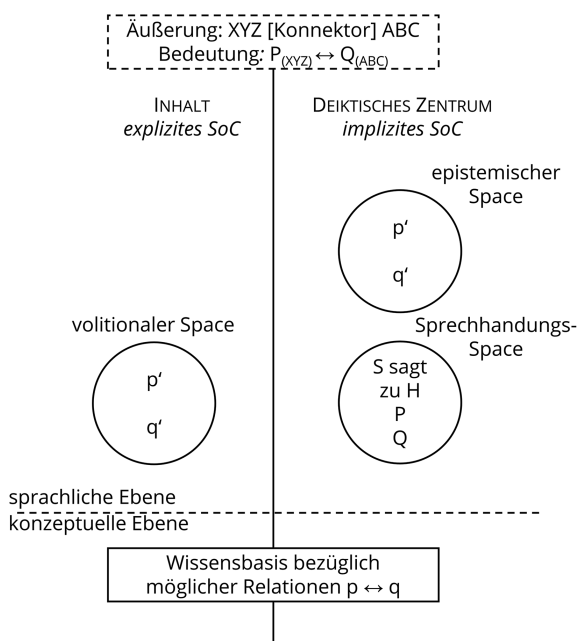 Äußerung: XYZ [Konnektor] ABC
Bedeutung: P(XYZ) ↔ Q(ABC)
INHALT
explizites SoC
DEIKTISCHES ZENTRUM
implizites SoC
epistemischer
Space
p‘
q‘
volitionaler Space
p‘
q‘
Sprechhandungs-
Space
S sagt
zu H
P
Q
sprachliche Ebene
konzeptuelle Ebene
Wissensbasis bezüglich
möglicher Relationen p ↔ q